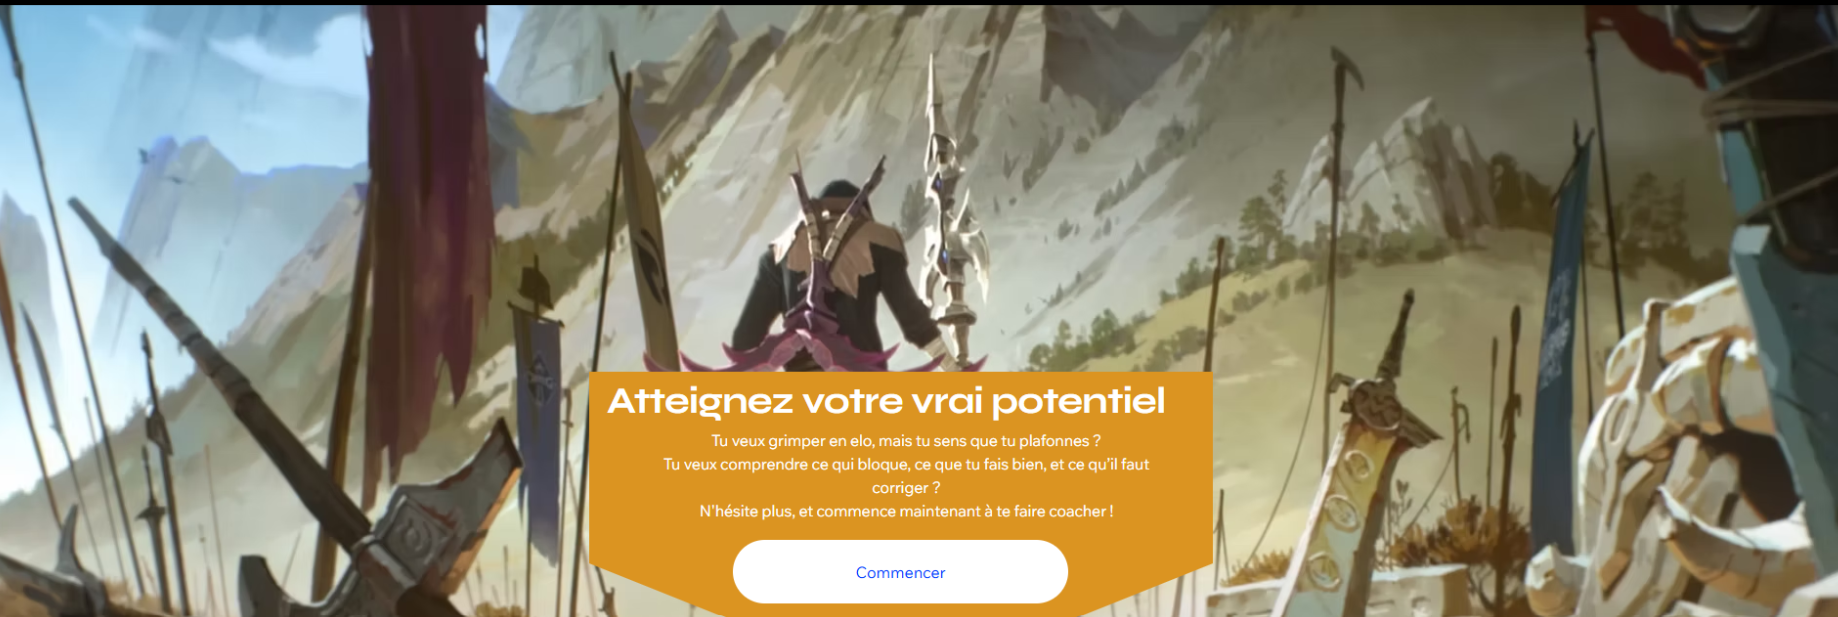 Atteignez votre vrai potentiel
Tu veux grimper en elo, mais tu sens que tu plafonnes ?
Tu veux comprendre ce qui bloque, ce que tu fais bien, et ce qu'il faut
corriger ?
N'hésite plus, et commence maintenant à te faire coacher !
Commencer